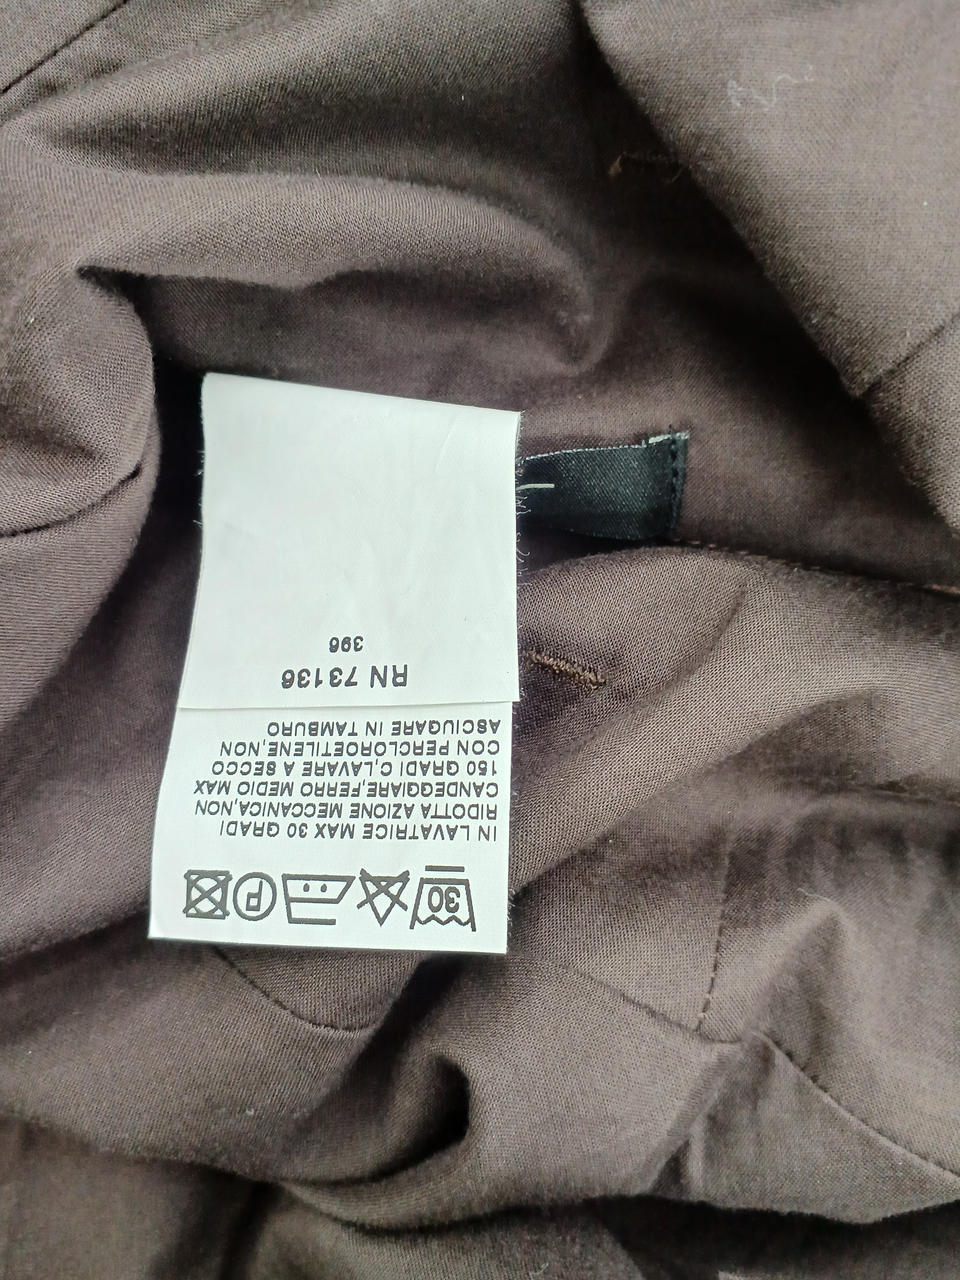 30
P
IN LAVATRICE MAX 30 GRADI
RIDOTTA AZIONE MECCANICA,NON
CANDEGGIARE,FERRO MEDIO MAX
150 GRADI C,LAVARE A SECCO
CON PERCLOROETILENE,NON
ASCIUGARE IN TAMBURO
RN 73136
396